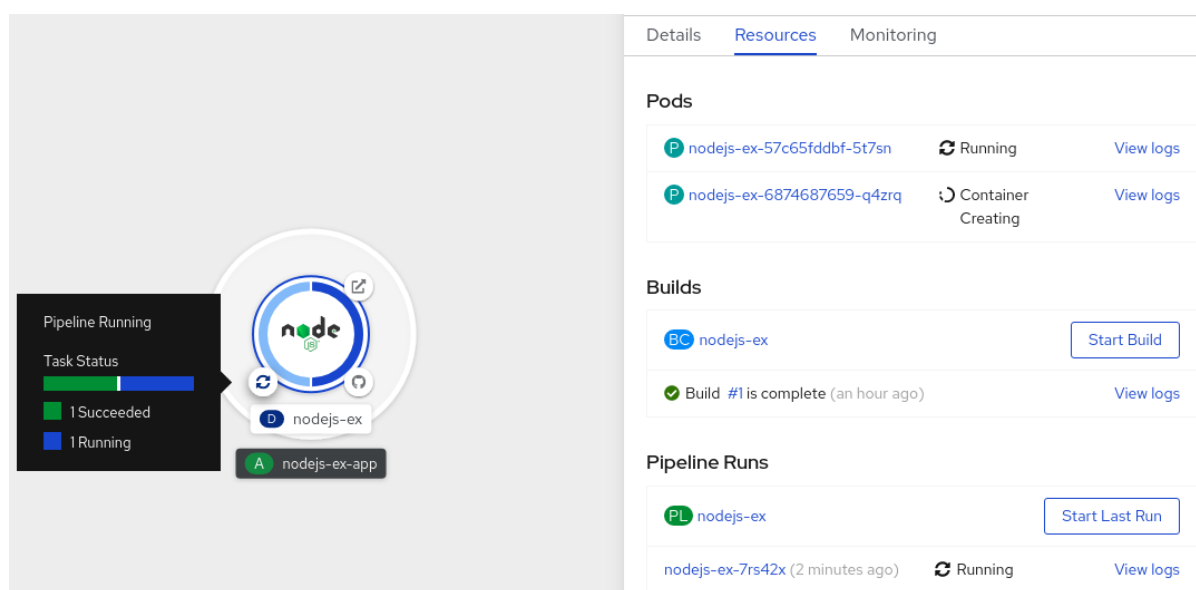 Details Resources Monitoring
Pods
P nodejs-ex-57c65fddbf-5t7sn Running View logs
P nodejs-ex-6874687659-q4zrq Container View logs
Creating
Builds
BC nodejs-ex Start Build
Build #1 is complete (an hour ago) View logs
Pipeline Runs
PL nodejs-ex Start Last Run
nodejs-ex-7rs42x (2 minutes ago) Running View logs
Pipeline Running
Task Status
1 Succeeded
1 Running
node
JS
D nodejs-ex
A nodejs-ex-app